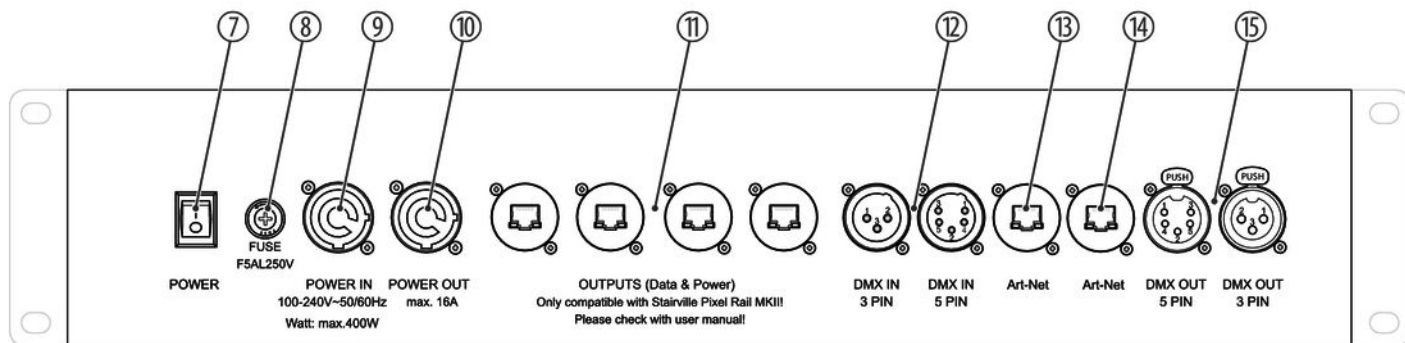 ⑦ ⑧ ⑨ ⑩ ⑪ ⑫ ⑬ ⑭ ⑮
PUSH PUSH
FUSE
F5AL250V
POWER
POWER IN
100-240V~50/60Hz
Watt: max.400W
POWER OUT
max. 16A
OUTPUTS (Data & Power)
Only compatible with Stairville Pixel Rail MKII!
Please check with user manual!
DMX IN
3 PIN
DMX IN
5 PIN
Art-Net
Art-Net
DMX OUT
5 PIN
DMX OUT
3 PIN